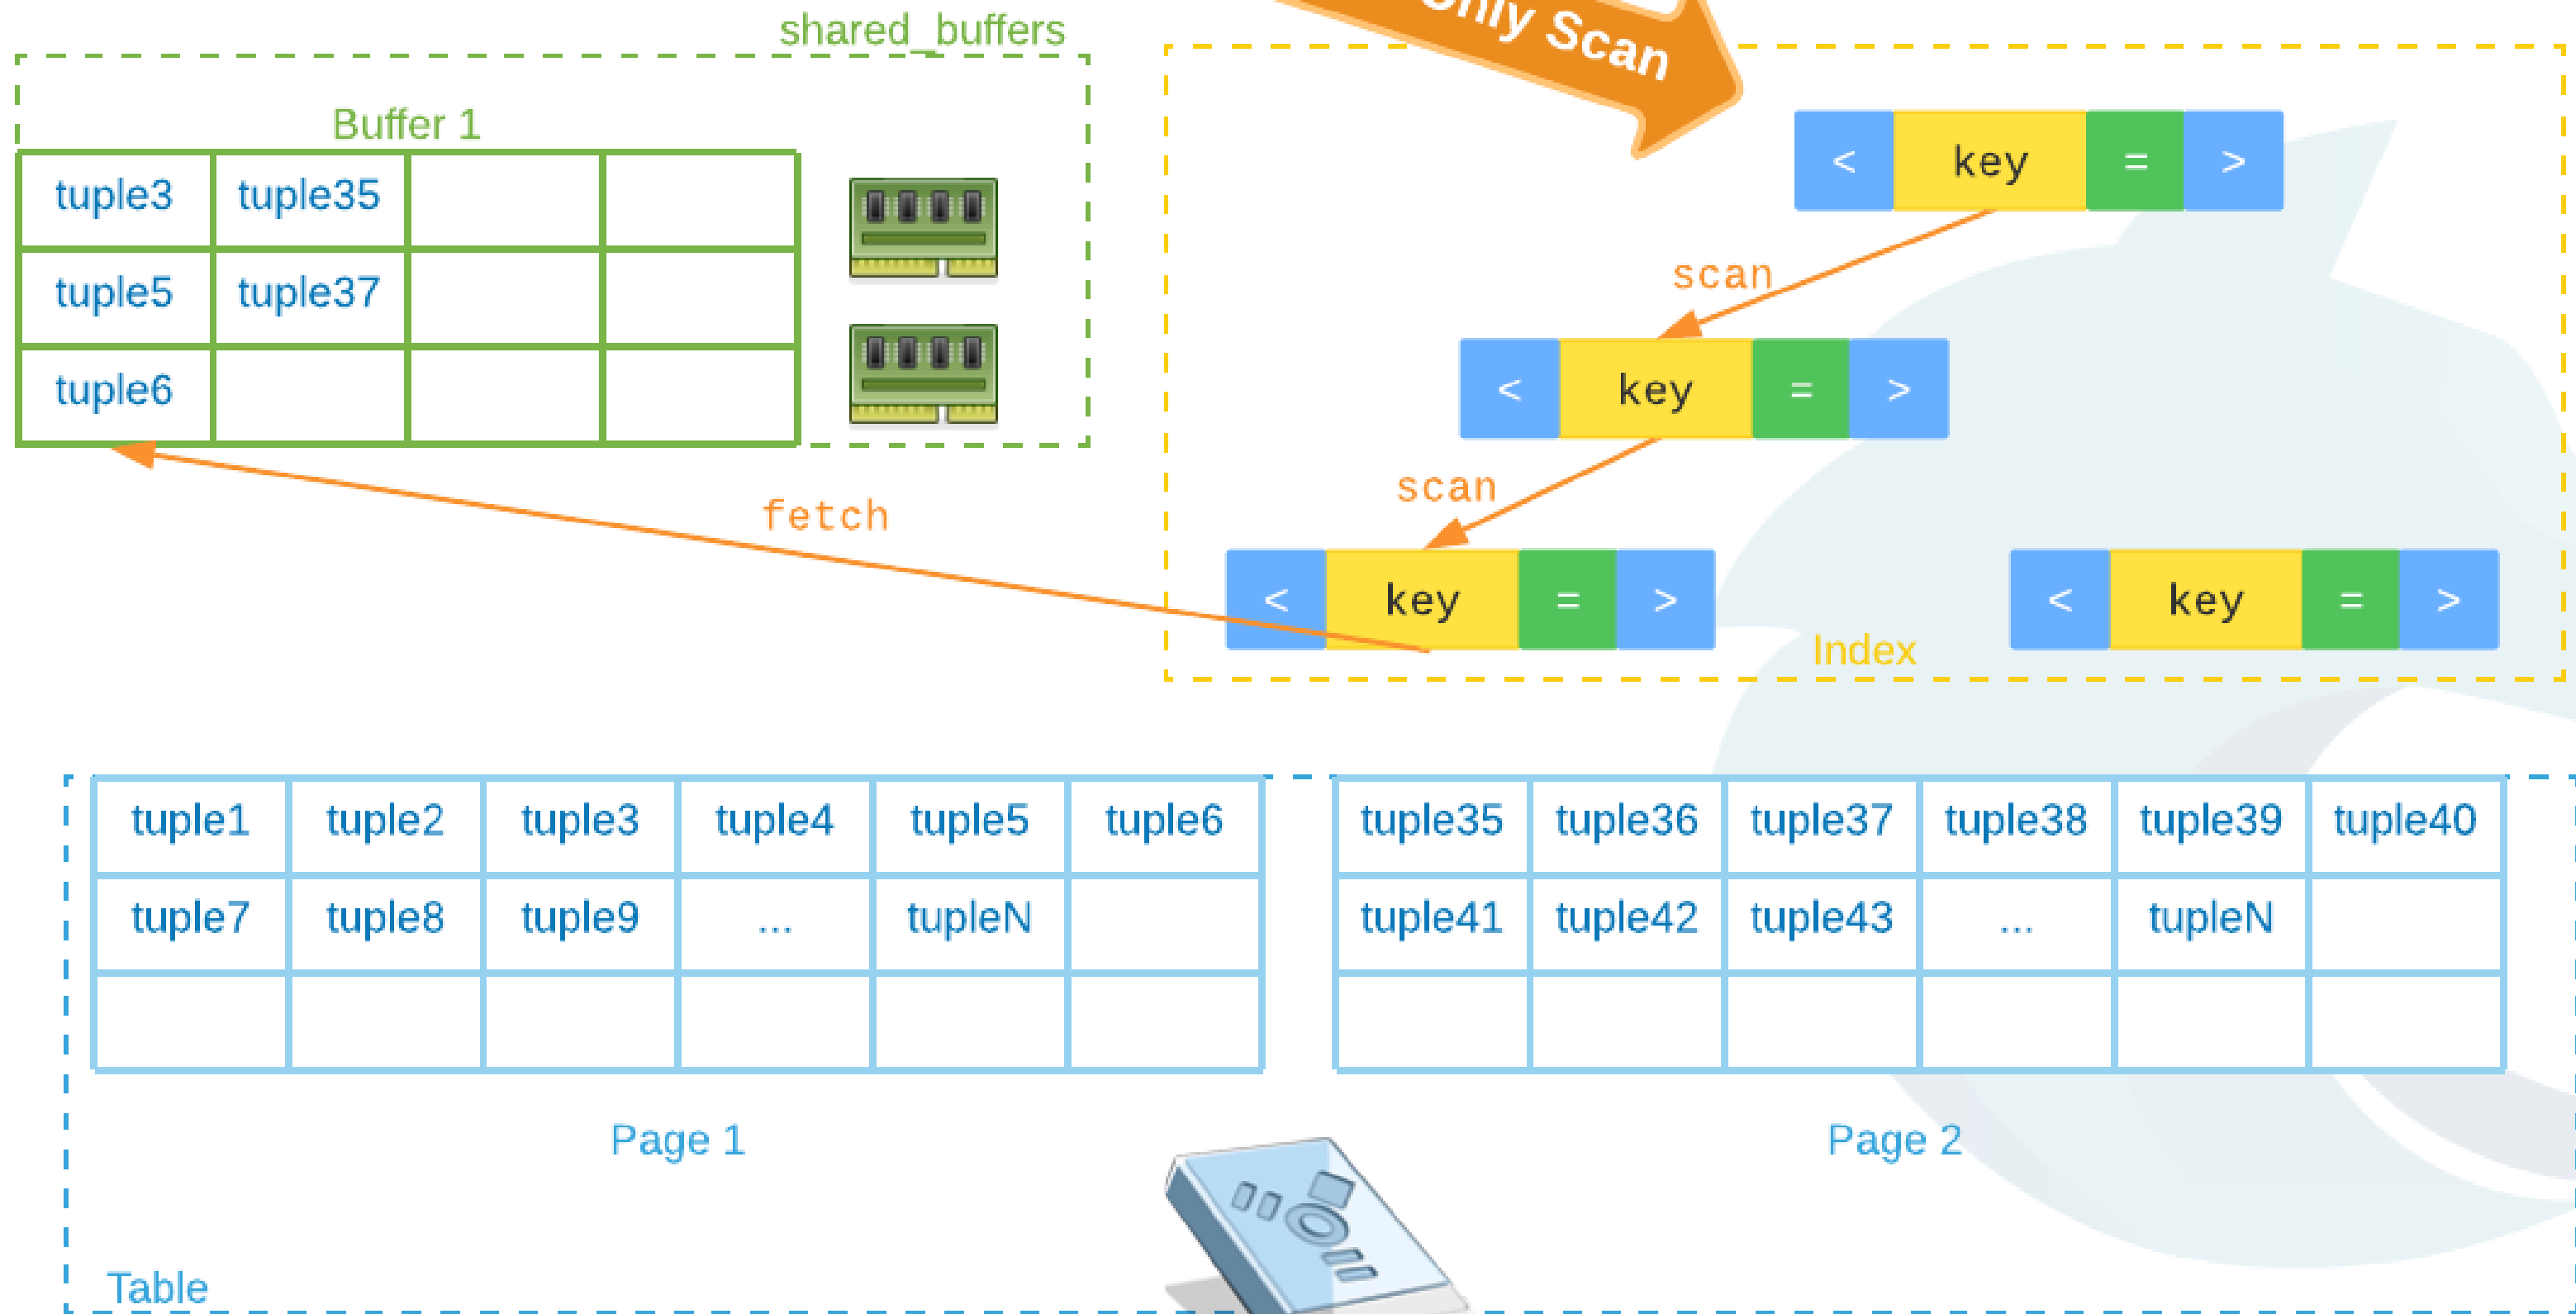 shared_buffers
Only Scan
Buffer 1
tuple3 tuple35
tuple5 tuple37
tuple6
< key = >
scan
< key = >
scan
fetch
< key = >
< key = >
Index
tuple1 tuple2 tuple3 tuple4 tuple5 tuple6
tuple7 tuple8 tuple9 ... tupleN
Page 1
tuple35 tuple36 tuple37 tuple38 tuple39 tuple40
tuple41 tuple42 tuple43 ... tupleN
Page 2
Table